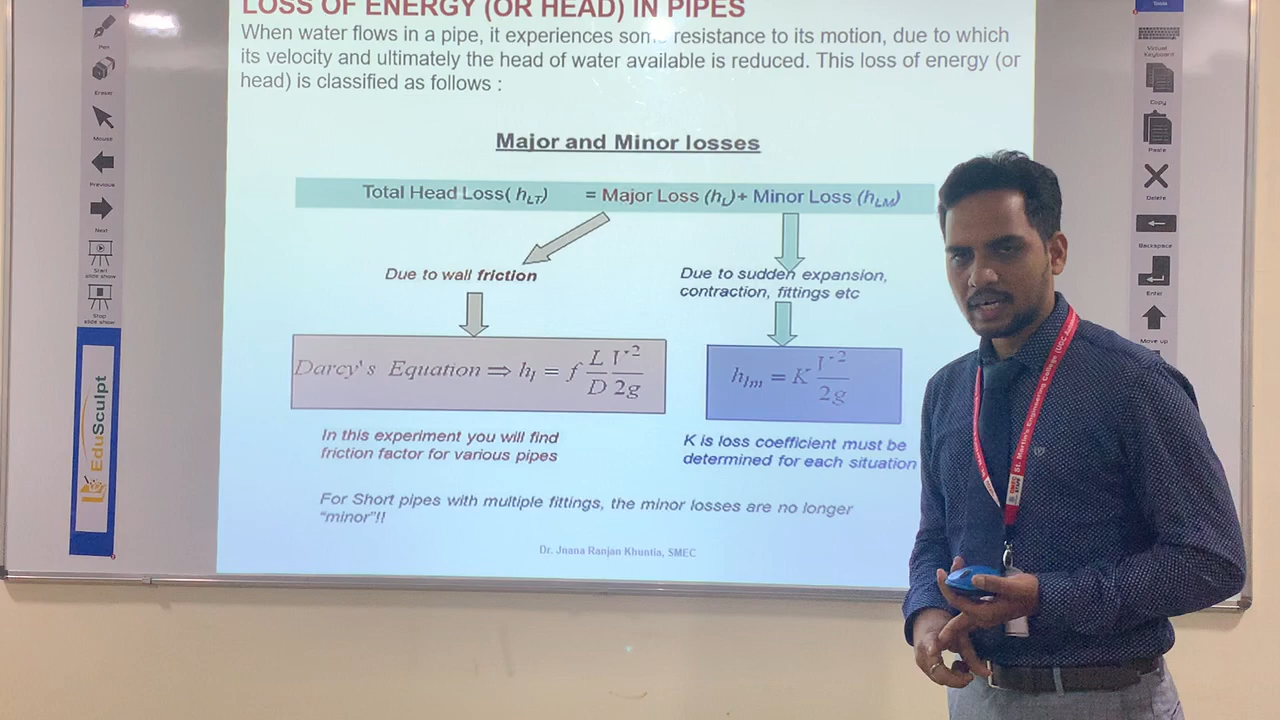 LOSS OF ENERGY (OR HEAD) IN PIPES
When water flows in a pipe, it experiences some resistance to its motion, due to which
its velocity and ultimately the head of water available is reduced. This loss of energy (or
head) is classified as follows :
Major and Minor losses
Total Head Loss( hLT) = Major Loss (hL)+ Minor Loss (hLM)
Due to wall friction
Due to sudden expansion,
contraction, fittings etc
Darcy's Equation ⇒ hl = f L/D V²/2g
hlm = K V²/2g
In this experiment you will find
friction factor for various pipes
K is loss coefficient must be
determined for each situation
For Short pipes with multiple fittings, the minor losses are no longer
"minor"!!
Dr. Jnana Ranjan Khuntia, SMEC
Pen
Eraser
Mouse
Previous
Next
Start
slide show
Stop
slide show
EduSculpt
Tools
Virtual
Keyboard
Copy
Paste
Delete
Backspace
Enter
Move up
St. Martin's Engineering College (UGC